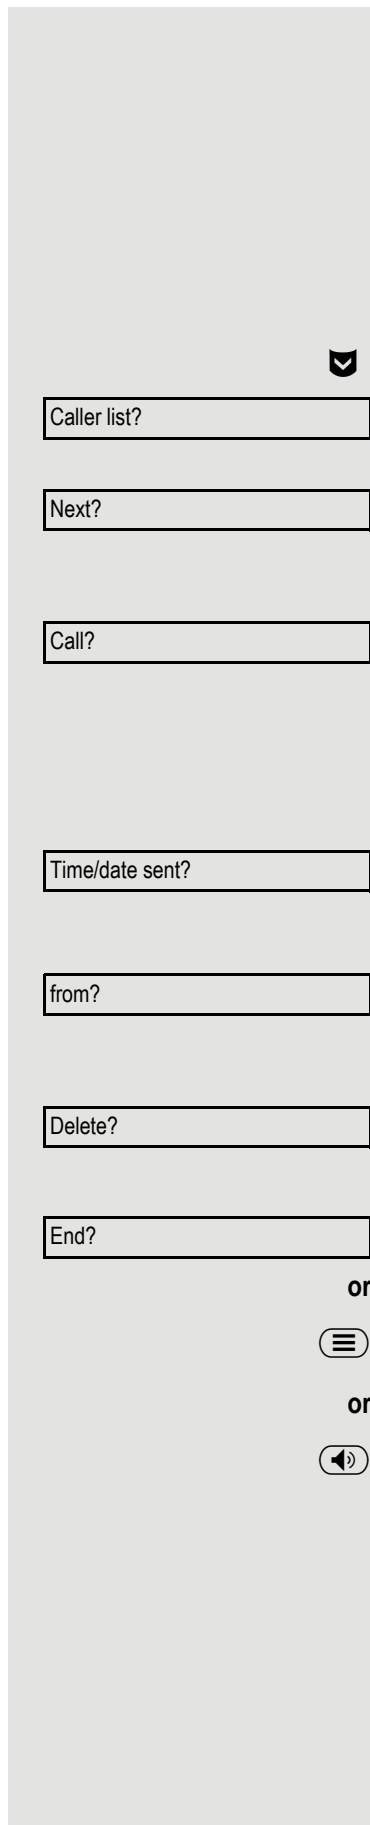 Caller list?
Next?
Call?
Time/date sent?
from?
Delete?
End?
or
or